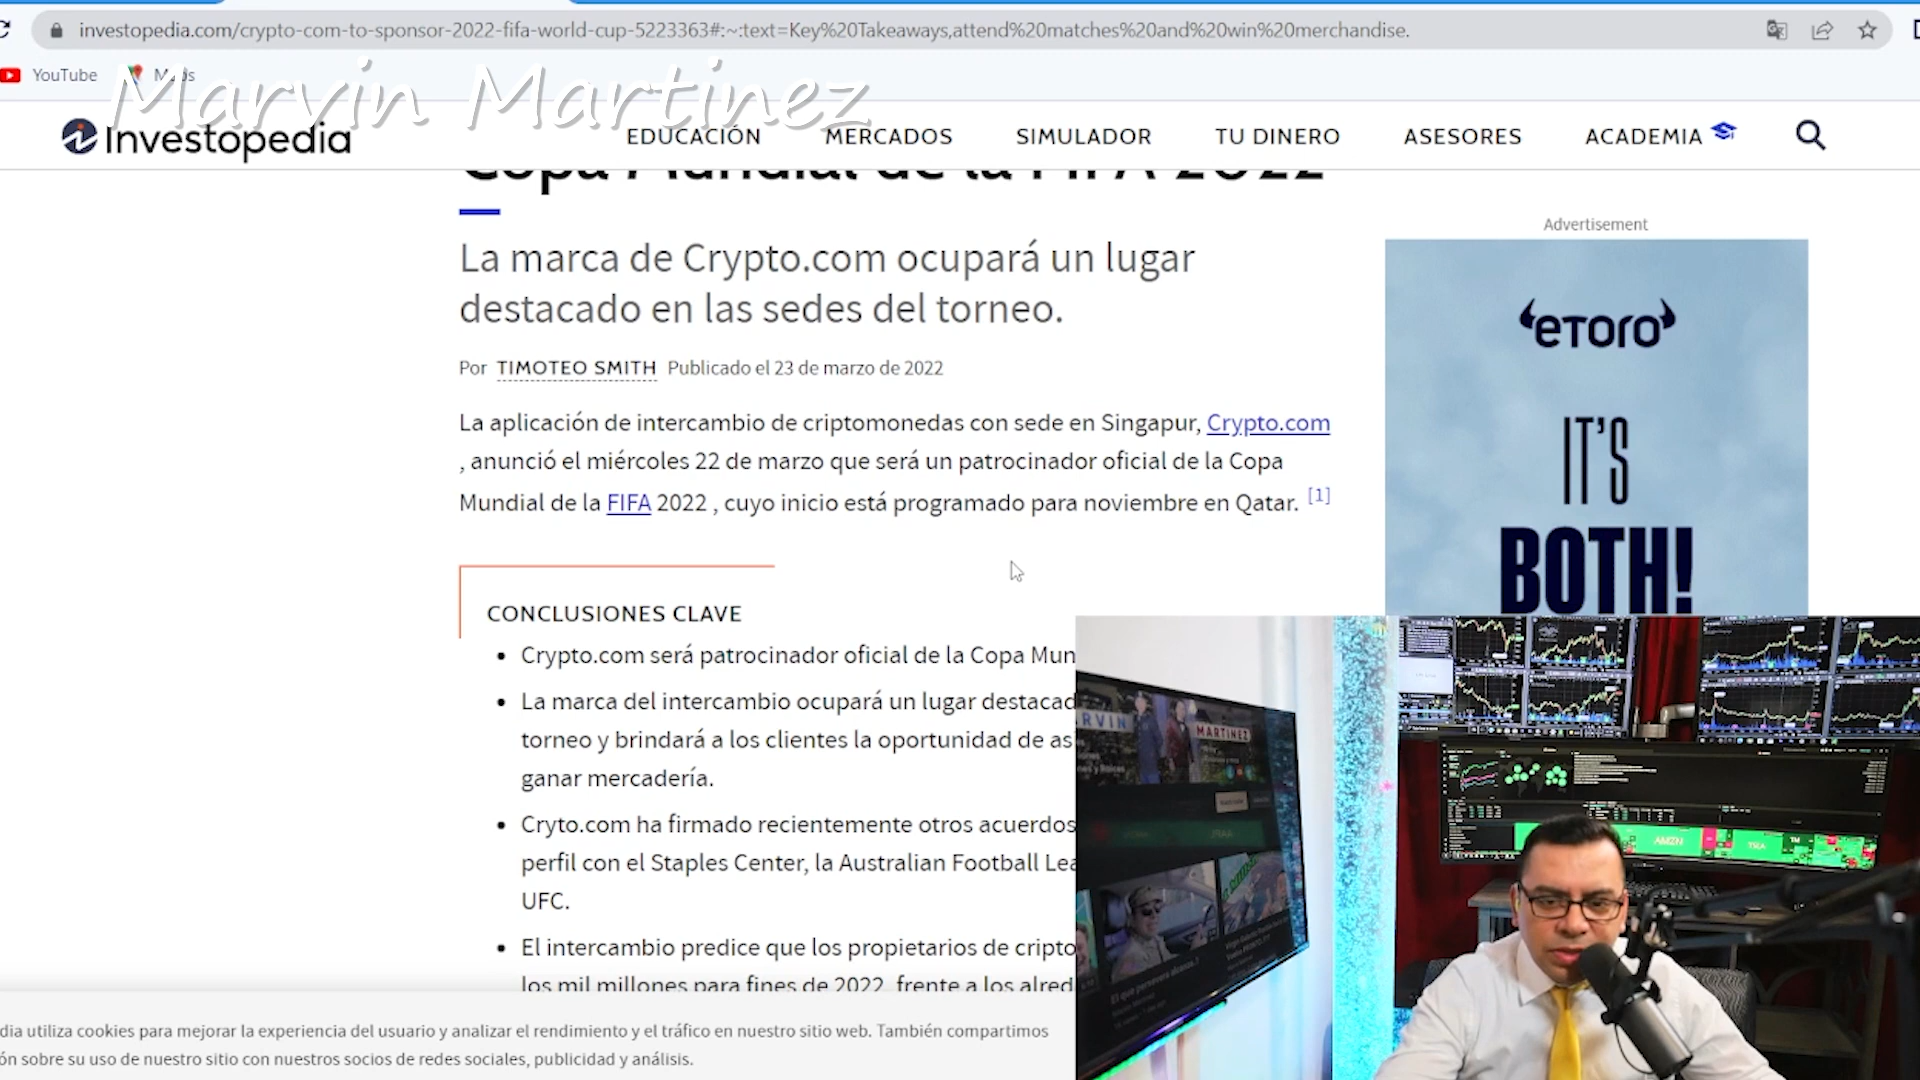 investopedia.com/crypto-com-to-sponsor-2022-fifa-world-cup-5223363#:~:text=Key%20Takeaways,attend%20matches%20and%20win%20merchandise.
YouTube Maps
Marvin Martinez
Investopedia
EDUCACIÓN MERCADOS SIMULADOR TU DINERO ASESORES ACADEMIA
Copa Mundial de la FIFA 2022
La marca de Crypto.com ocupará un lugar
destacado en las sedes del torneo.
Por TIMOTEO SMITH Publicado el 23 de marzo de 2022
La aplicación de intercambio de criptomonedas con sede en Singapur, Crypto.com
, anunció el miércoles 22 de marzo que será un patrocinador oficial de la Copa
Mundial de la FIFA 2022 , cuyo inicio está programado para noviembre en Qatar. [1]
CONCLUSIONES CLAVE
• Crypto.com será patrocinador oficial de la Copa Mun
• La marca del intercambio ocupará un lugar destacad
torneo y brindará a los clientes la oportunidad de as
ganar mercadería.
• Cryto.com ha firmado recientemente otros acuerdos
perfil con el Staples Center, la Australian Football Lea
UFC.
• El intercambio predice que los propietarios de cripto
los mil millones para fines de 2022, frente a los alred
dia utiliza cookies para mejorar la experiencia del usuario y analizar el rendimiento y el tráfico en nuestro sitio web. También compartimos
ón sobre su uso de nuestro sitio con nuestros socios de redes sociales, publicidad y análisis.
Advertisement
eTORO
IT'S
BOTH!
MARTINEZ
AMZN